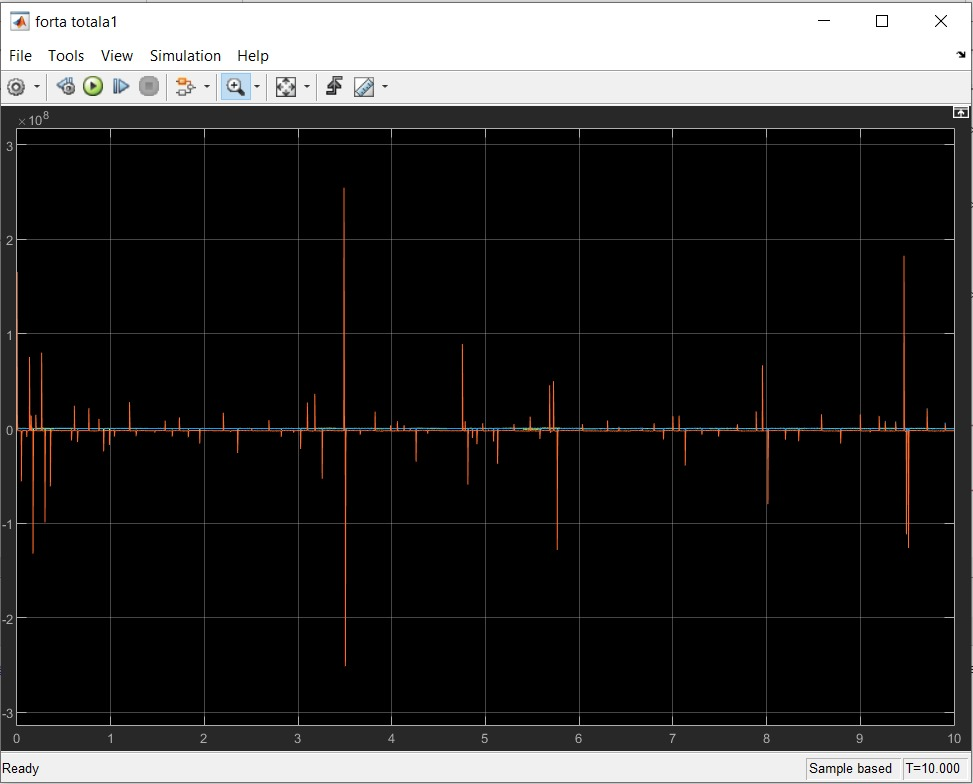 forta totala1
File Tools View Simulation Help
×10^8
3
2
1
0
-1
-2
-3
0 1 2 3 4 5 6 7 8 9 10
Ready Sample based T=10.000